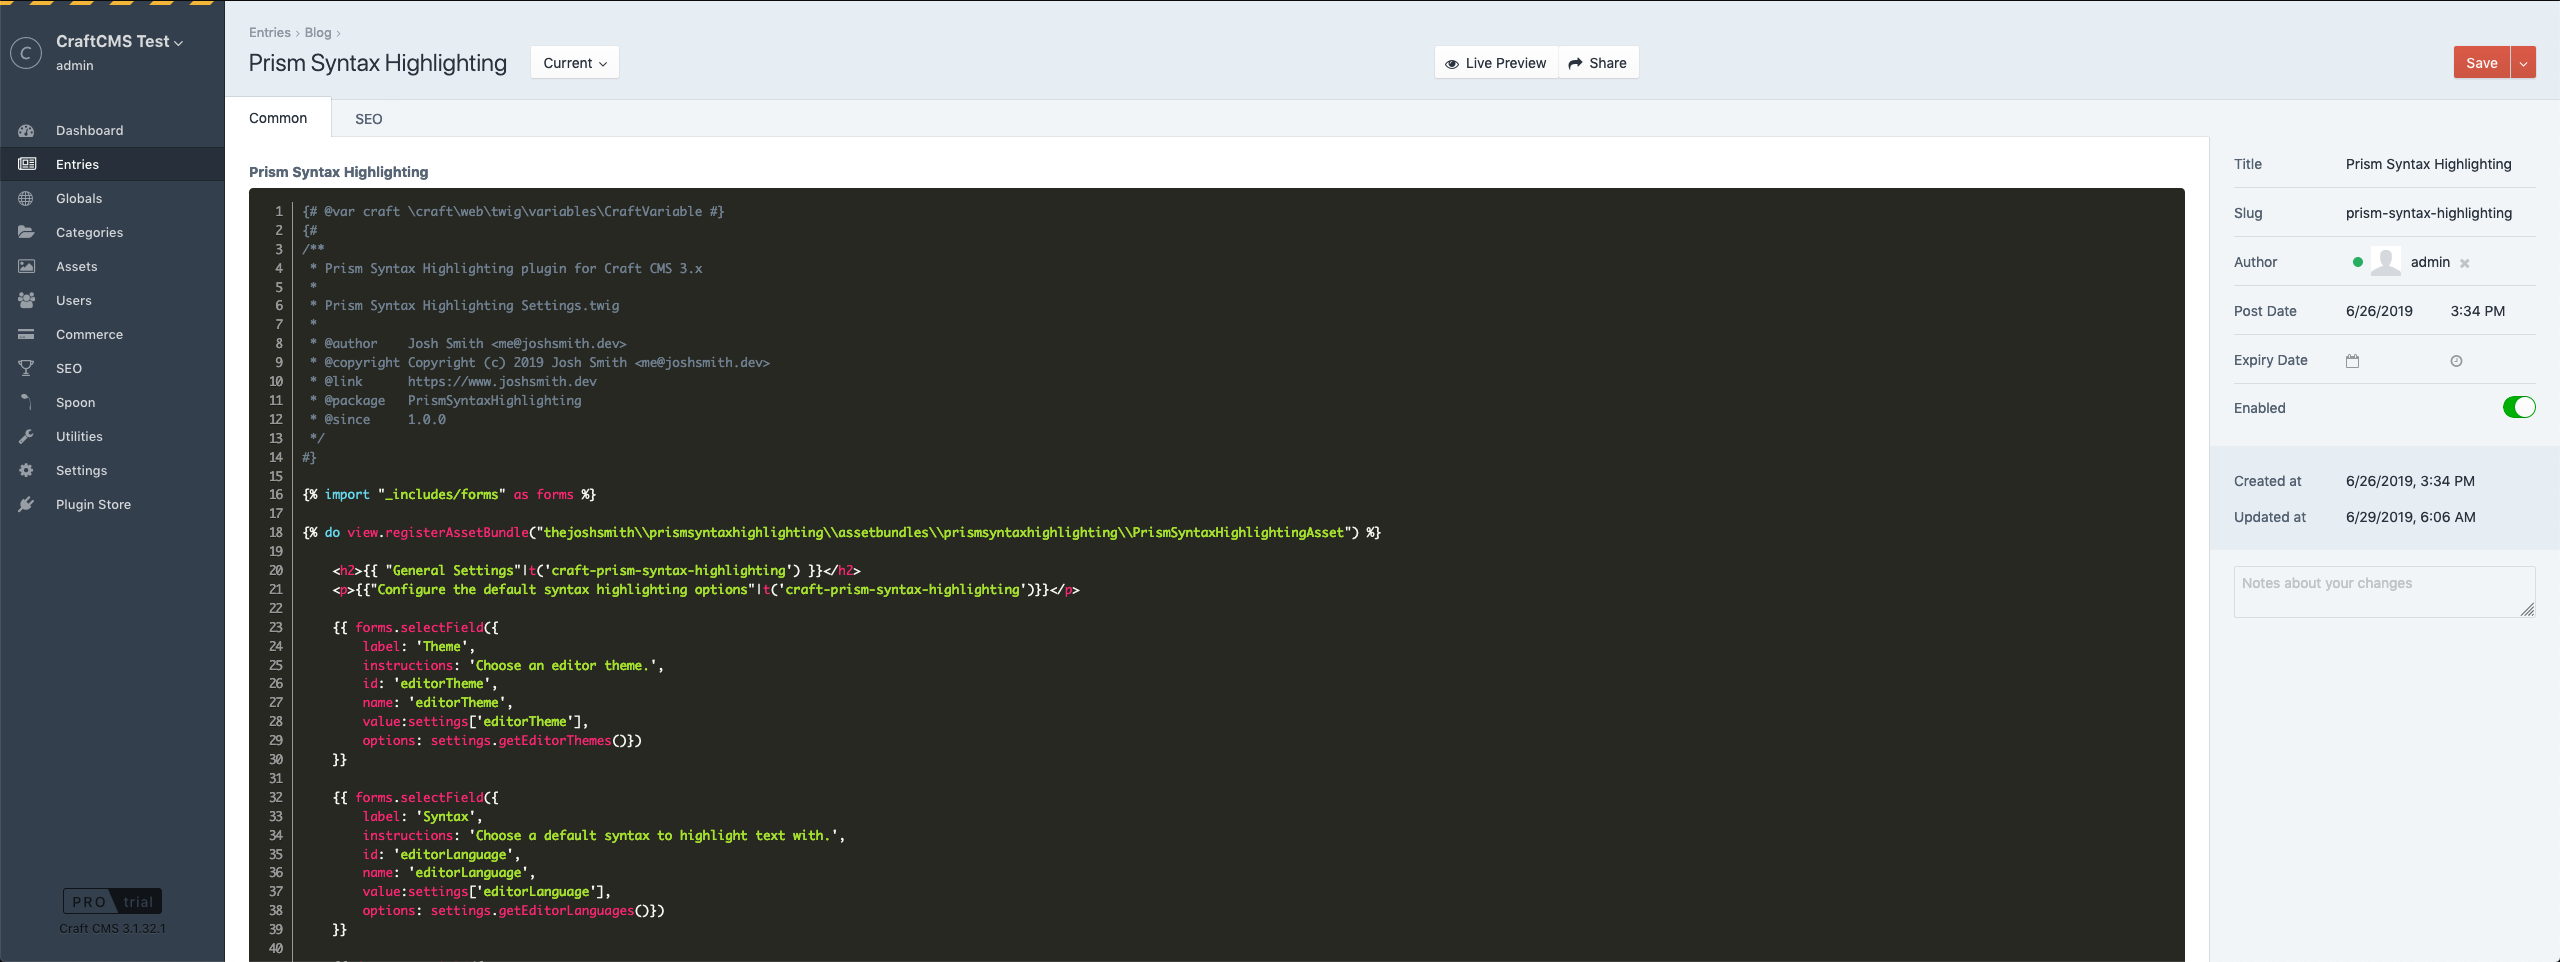 C
CraftCMS Test
admin
Dashboard
Entries
Globals
Categories
Assets
Users
Commerce
SEO
Spoon
Utilities
Settings
Plugin Store
PRO trial
Craft CMS 3.1.32.1
Entries › Blog ›
Prism Syntax Highlighting
Current
Live Preview
Share
Save
Common
SEO
Prism Syntax Highlighting
1 {# @var craft \craft\web\twig\variables\CraftVariable #}
2 {#
3 /**
4  * Prism Syntax Highlighting plugin for Craft CMS 3.x
5  *
6  * Prism Syntax Highlighting Settings.twig
7  *
8  * @author    Josh Smith <me@joshsmith.dev>
9  * @copyright Copyright (c) 2019 Josh Smith <me@joshsmith.dev>
10  * @link      https://www.joshsmith.dev
11  * @package   PrismSyntaxHighlighting
12  * @since     1.0.0
13  */
14 #}
15
16 {% import "_includes/forms" as forms %}
17
18 {% do view.registerAssetBundle("thejoshsmith\\prismsyntaxhighlighting\\assetbundles\\prismsyntaxhighlighting\\PrismSyntaxHighlightingAsset") %}
19
20     <h2>{{ "General Settings"|t('craft-prism-syntax-highlighting') }}</h2>
21     <p>{{"Configure the default syntax highlighting options"|t('craft-prism-syntax-highlighting')}}</p>
22
23     {{ forms.selectField({
24         label: 'Theme',
25         instructions: 'Choose an editor theme.',
26         id: 'editorTheme',
27         name: 'editorTheme',
28         value:settings['editorTheme'],
29         options: settings.getEditorThemes()})
30     }}
31
32     {{ forms.selectField({
33         label: 'Syntax',
34         instructions: 'Choose a default syntax to highlight text with.',
35         id: 'editorLanguage',
36         name: 'editorLanguage',
37         value:settings['editorLanguage'],
38         options: settings.getEditorLanguages()})
39     }}
40
Title Prism Syntax Highlighting
Slug prism-syntax-highlighting
Author admin
Post Date 6/26/2019 3:34 PM
Expiry Date
Enabled
Created at 6/26/2019, 3:34 PM
Updated at 6/29/2019, 6:06 AM
Notes about your changes